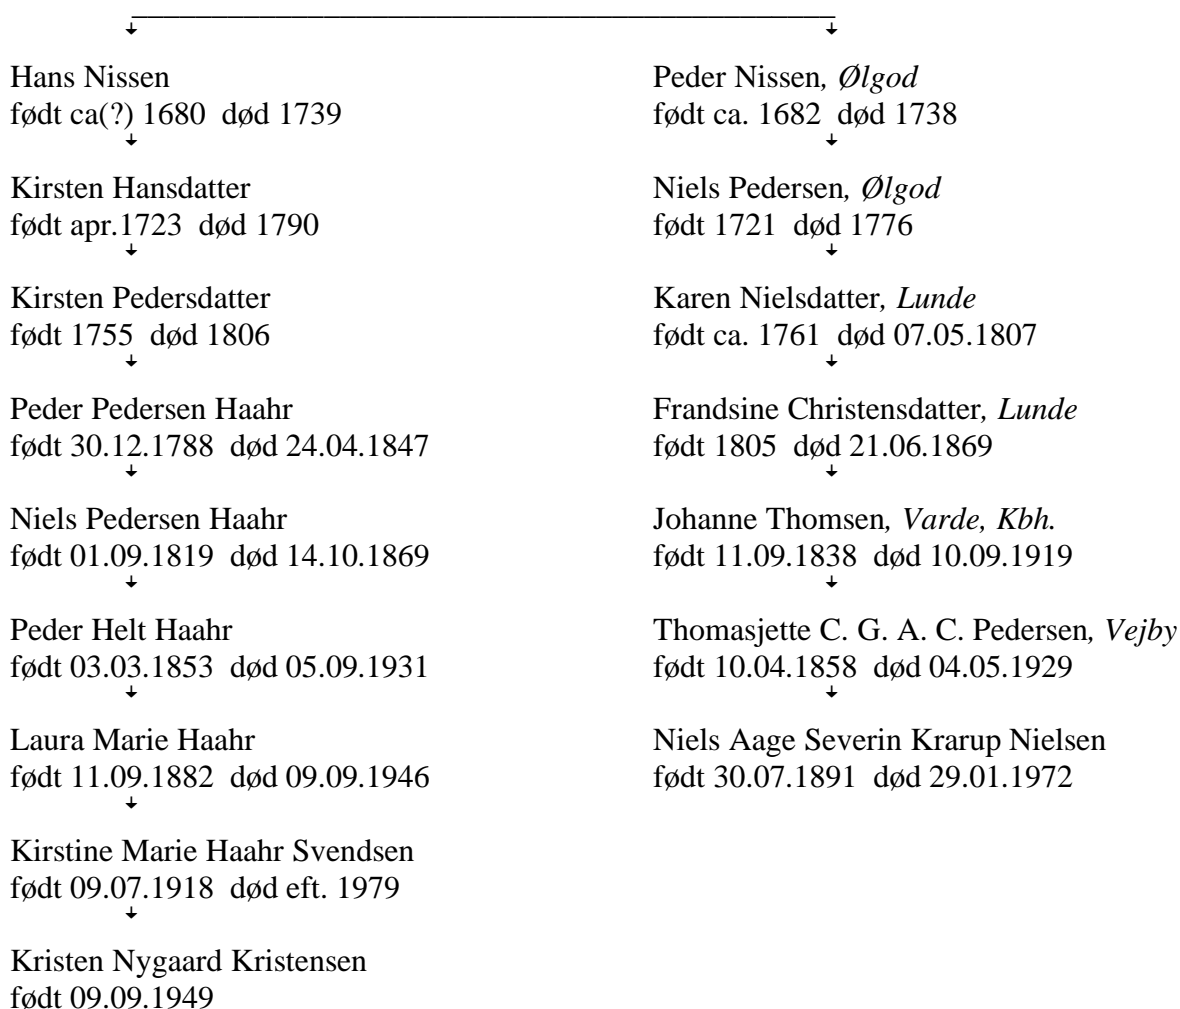 Hans Nissen
født ca(?) 1680 død 1739
Kirsten Hansdatter
født apr.1723 død 1790
Kirsten Pedersdatter
født 1755 død 1806
Peder Pedersen Haahr
født 30.12.1788 død 24.04.1847
Niels Pedersen Haahr
født 01.09.1819 død 14.10.1869
Peder Helt Haahr
født 03.03.1853 død 05.09.1931
Laura Marie Haahr
født 11.09.1882 død 09.09.1946
Kirstine Marie Haahr Svendsen
født 09.07.1918 død eft. 1979
Kristen Nygaard Kristensen
født 09.09.1949
Peder Nissen, Ølgod
født ca. 1682 død 1738
Niels Pedersen, Ølgod
født 1721 død 1776
Karen Nielsdatter, Lunde
født ca. 1761 død 07.05.1807
Frandsine Christensdatter, Lunde
født 1805 død 21.06.1869
Johanne Thomsen, Varde, Kbh.
født 11.09.1838 død 10.09.1919
Thomasjette C. G. A. C. Pedersen, Vejby
født 10.04.1858 død 04.05.1929
Niels Aage Severin Krarup Nielsen
født 30.07.1891 død 29.01.1972